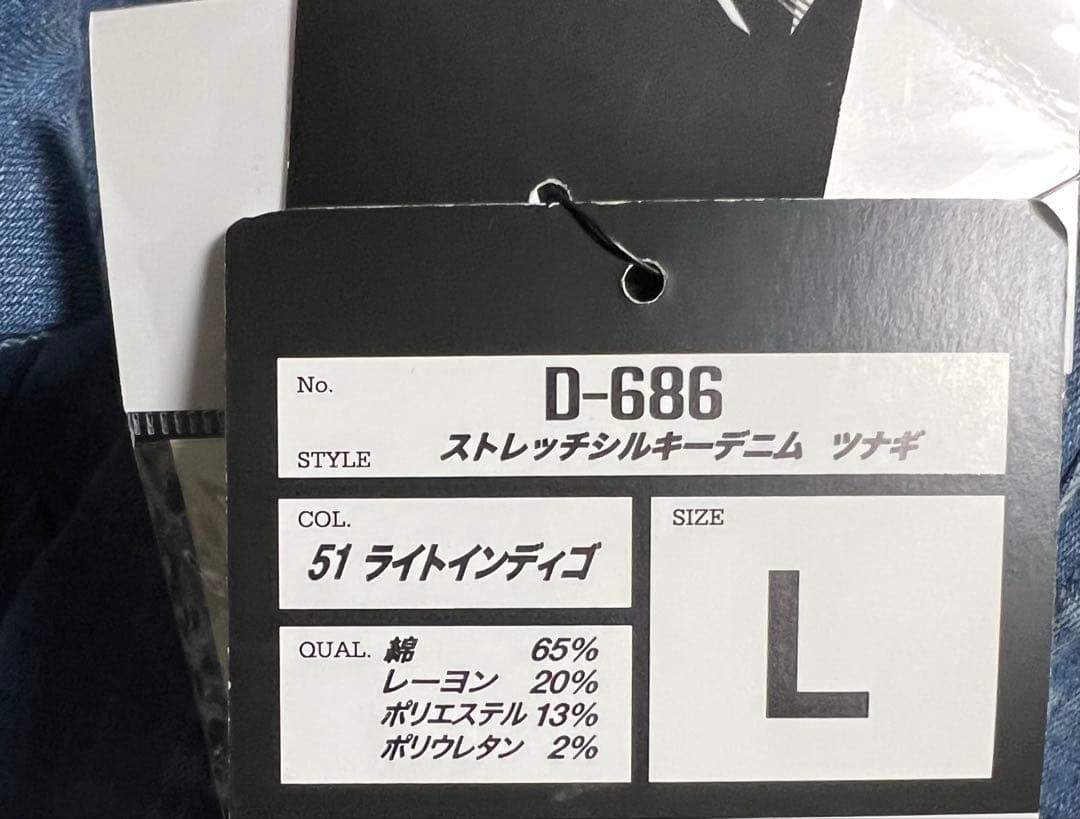 No. D-686
STYLE ストレッチシルキーデニム ツナギ
COL.
51 ライトインディゴ
SIZE
L
QUAL. 綿 65%
レーヨン 20%
ポリエステル 13%
ポリウレタン 2%